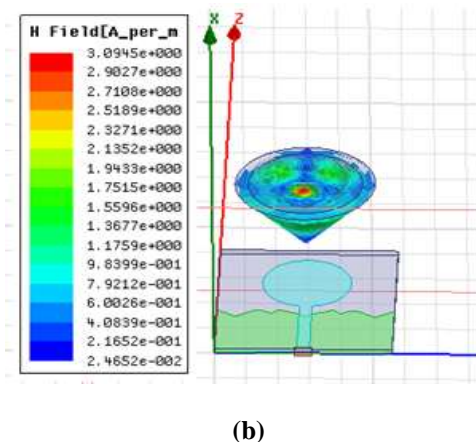 H Field[A_per_m
3.0945e+000
2.9027e+000
2.7108e+000
2.5189e+000
2.3271e+000
2.1352e+000
1.9433e+000
1.7515e+000
1.5596e+000
1.3677e+000
1.1759e+000
9.8399e-001
7.9212e-001
6.0026e-001
4.0839e-001
2.1652e-001
2.4652e-002
X
Z
(b)